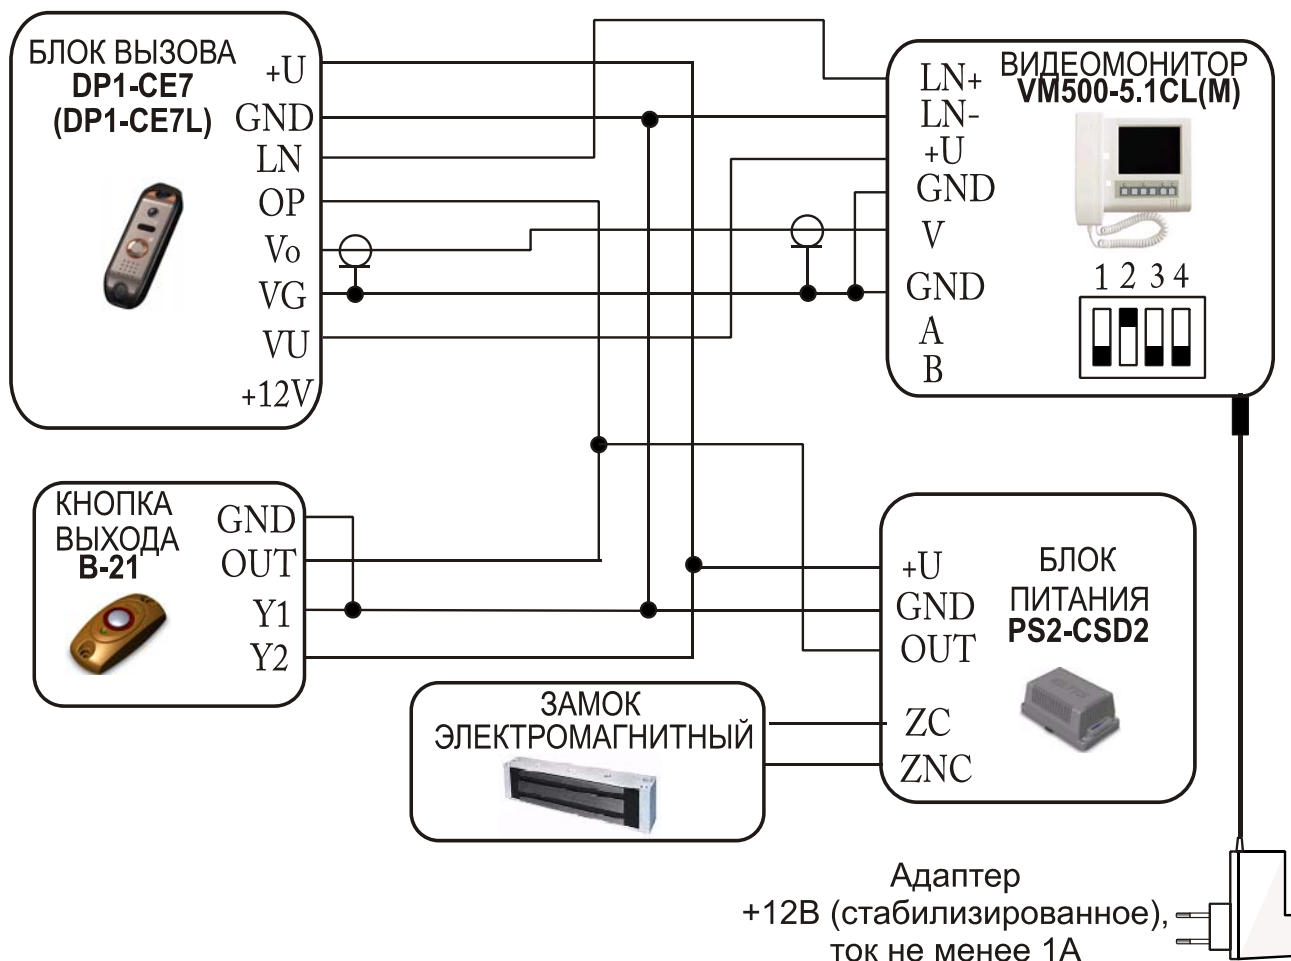 БЛОК ВЫЗОВА
DP1-CE7
(DP1-CE7L)
+U
GND
LN
OP
Vo
VG
VU
+12V
ВИДЕОМОНИТОР
VM500-5.1CL(M)
LN+
LN-
+U
GND
V
GND
A
B
1 2 3 4
КНОПКА
ВЫХОДА
B-21
GND
OUT
Y1
Y2
БЛОК
ПИТАНИЯ
PS2-CSD2
+U
GND
OUT
ZC
ZNC
ЗАМОК
ЭЛЕКТРОМАГНИТНЫЙ
Адаптер
+12В (стабилизированное),
ток не менее 1А